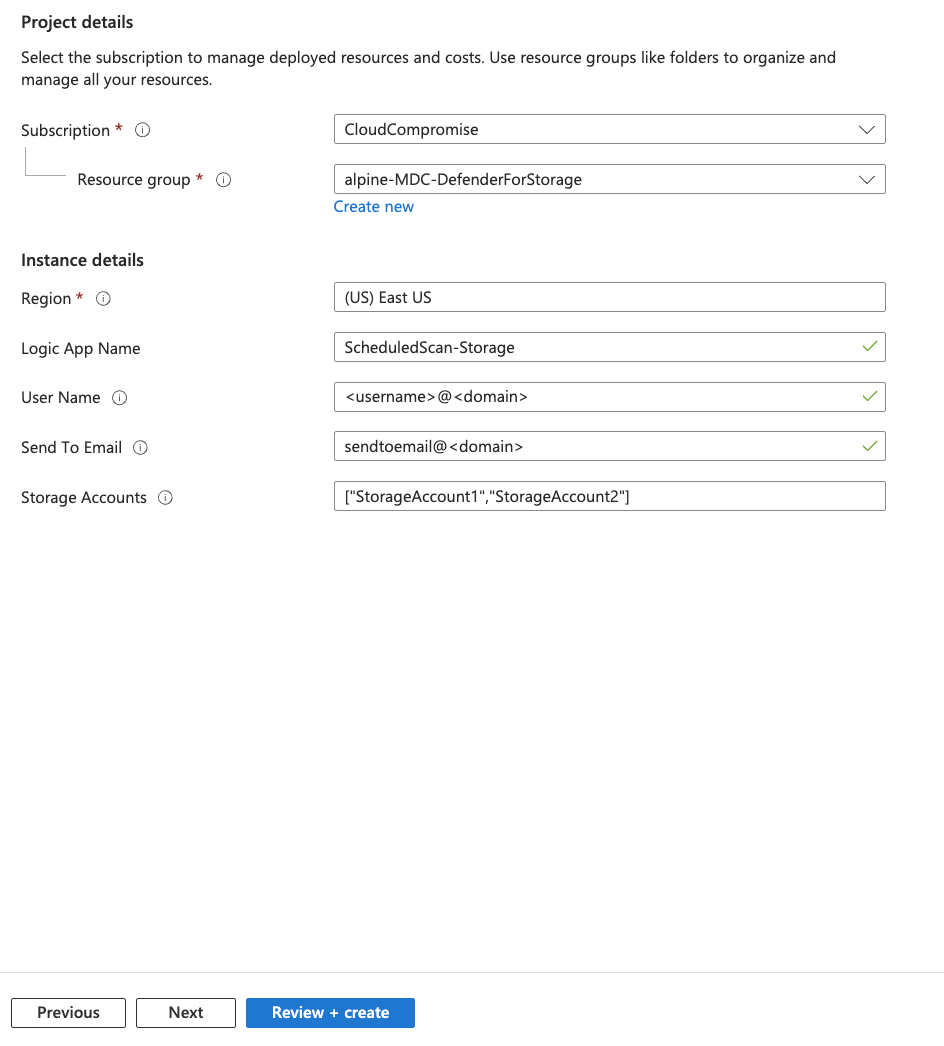 Project details
Select the subscription to manage deployed resources and costs. Use resource groups like folders to organize and
manage all your resources.
Subscription *
CloudCompromise
Resource group *
alpine-MDC-DefenderForStorage
Create new
Instance details
Region *
(US) East US
Logic App Name
ScheduledScan-Storage
User Name
<username>@<domain>
Send To Email
sendtoemail@<domain>
Storage Accounts
["StorageAccount1","StorageAccount2"]
Previous
Next
Review + create